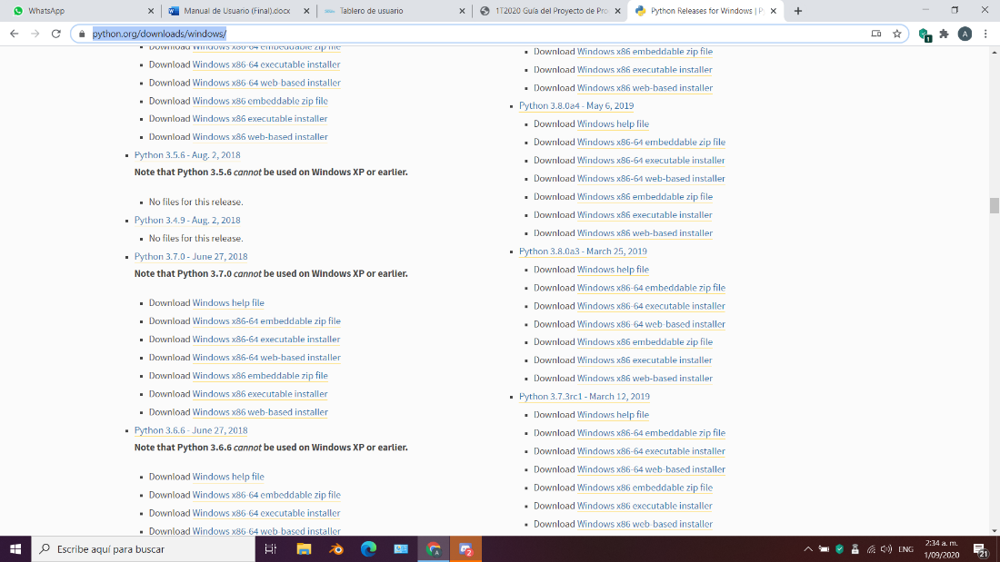 WhatsApp
Manual de Usuario (Final).docx
Tablero de usuario
1T2020 Guía del Proyecto de Pro
Python Releases for Windows | P
python.org/downloads/windows/
A
1
Download Windows x86-64 embeddable zip file
Download Windows x86-64 executable installer
Download Windows x86-64 web-based installer
Download Windows x86 embeddable zip file
Download Windows x86 executable installer
Download Windows x86 web-based installer
Python 3.5.6 - Aug. 2, 2018
Note that Python 3.5.6 cannot be used on Windows XP or earlier.
No files for this release.
Python 3.4.9 - Aug. 2, 2018
No files for this release.
Python 3.7.0 - June 27, 2018
Note that Python 3.7.0 cannot be used on Windows XP or earlier.
Download Windows help file
Download Windows x86-64 embeddable zip file
Download Windows x86-64 executable installer
Download Windows x86-64 web-based installer
Download Windows x86 embeddable zip file
Download Windows x86 executable installer
Download Windows x86 web-based installer
Python 3.6.6 - June 27, 2018
Note that Python 3.6.6 cannot be used on Windows XP or earlier.
Download Windows help file
Download Windows x86-64 embeddable zip file
Download Windows x86-64 executable installer
Download Windows x86-64 web-based installer
Download Windows x86 embeddable zip file
Download Windows x86 executable installer
Download Windows x86 web-based installer
Python 3.8.0a4 - May 6, 2019
Download Windows help file
Download Windows x86-64 embeddable zip file
Download Windows x86-64 executable installer
Download Windows x86-64 web-based installer
Download Windows x86 embeddable zip file
Download Windows x86 executable installer
Download Windows x86 web-based installer
Python 3.8.0a3 - March 25, 2019
Download Windows help file
Download Windows x86-64 embeddable zip file
Download Windows x86-64 executable installer
Download Windows x86-64 web-based installer
Download Windows x86 embeddable zip file
Download Windows x86 executable installer
Download Windows x86 web-based installer
Python 3.7.3rc1 - March 12, 2019
Download Windows help file
Download Windows x86-64 embeddable zip file
Download Windows x86-64 executable installer
Download Windows x86-64 web-based installer
Download Windows x86 embeddable zip file
Download Windows x86 executable installer
Download Windows x86 web-based installer
Escribe aquí para buscar
2
ENG
2:34 a. m.
1/09/2020
21